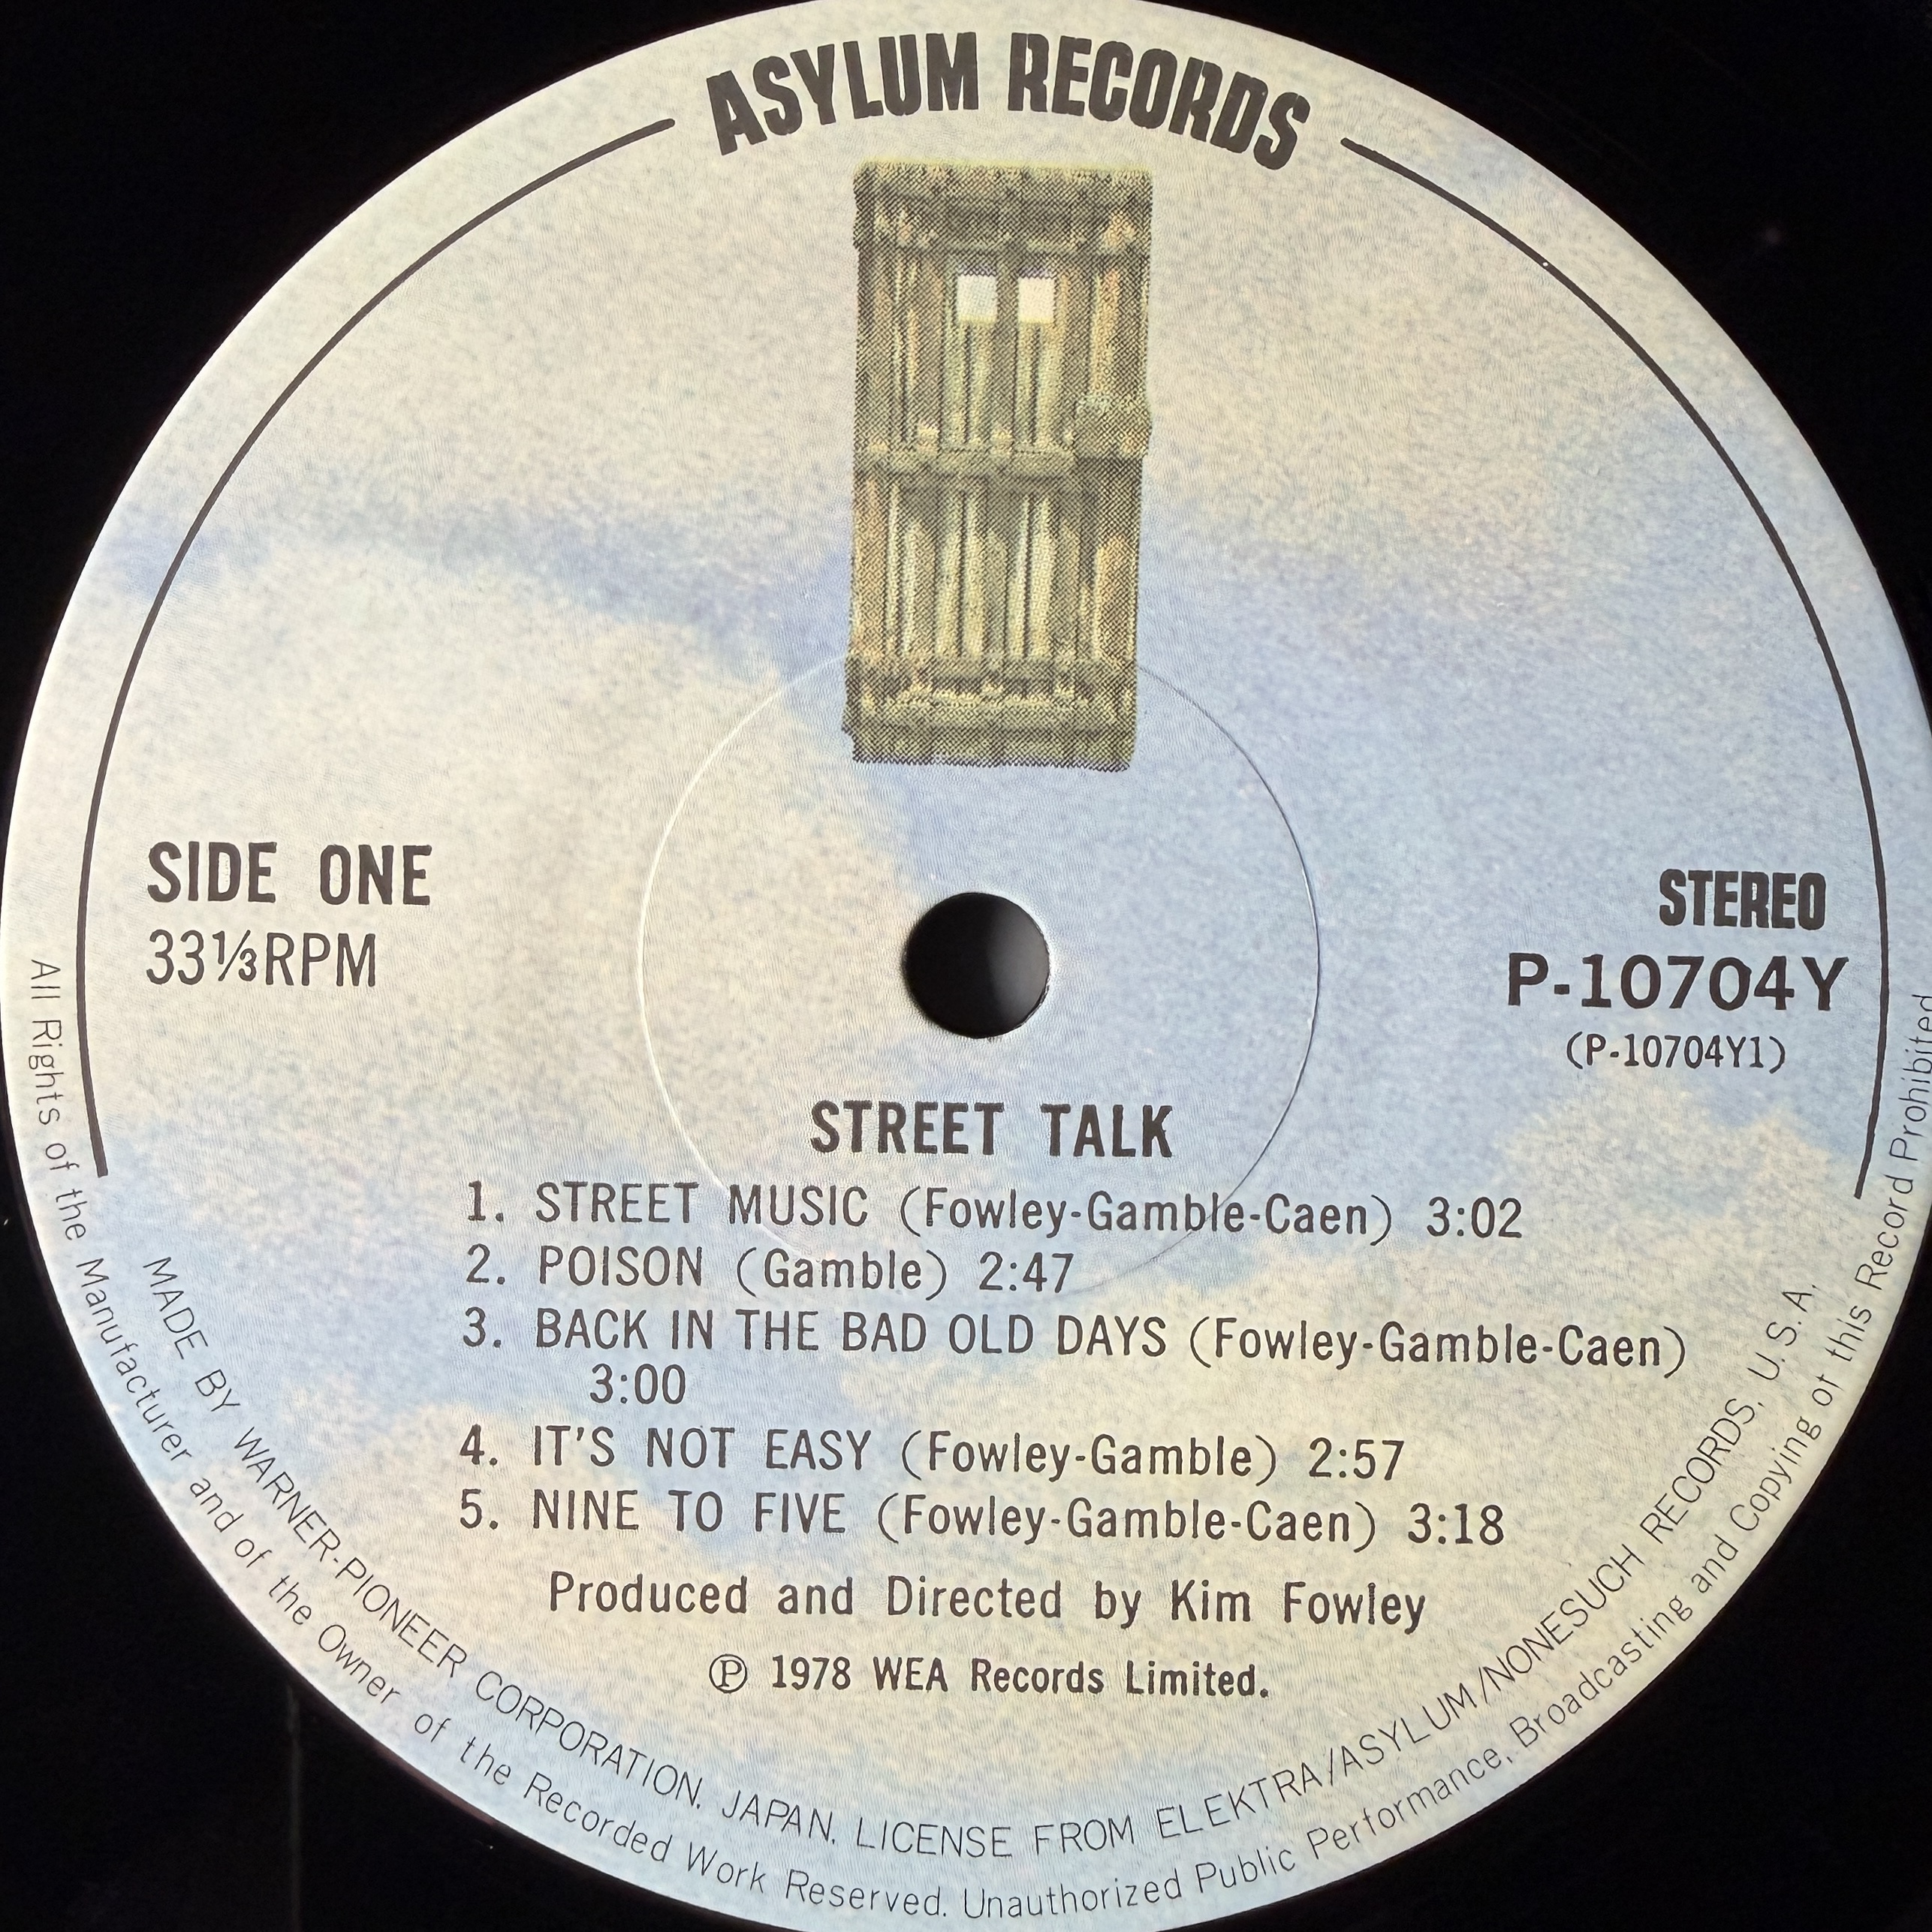 ASYLUM RECORDS
SIDE ONE
33⅓RPM
STEREO
P-10704Y
(P-10704Y1)
STREET TALK
1. STREET MUSIC (Fowley-Gamble-Caen) 3:02
2. POISON (Gamble) 2:47
3. BACK IN THE BAD OLD DAYS (Fowley-Gamble-Caen)
3:00
4. IT'S NOT EASY (Fowley-Gamble) 2:57
5. NINE TO FIVE (Fowley-Gamble-Caen) 3:18
Produced and Directed by Kim Fowley
℗ 1978 WEA Records Limited.
MADE BY WARNER-PIONEER CORPORATION. JAPAN. LICENSE FROM ELEKTRA/ASYLUM/NONESUCH RECORDS, U.S.A.
All Rights of the Manufacturer and of the Owner of the Recorded Work Reserved. Unauthorized Public Performance, Broadcasting and Copying of this Record Prohibited